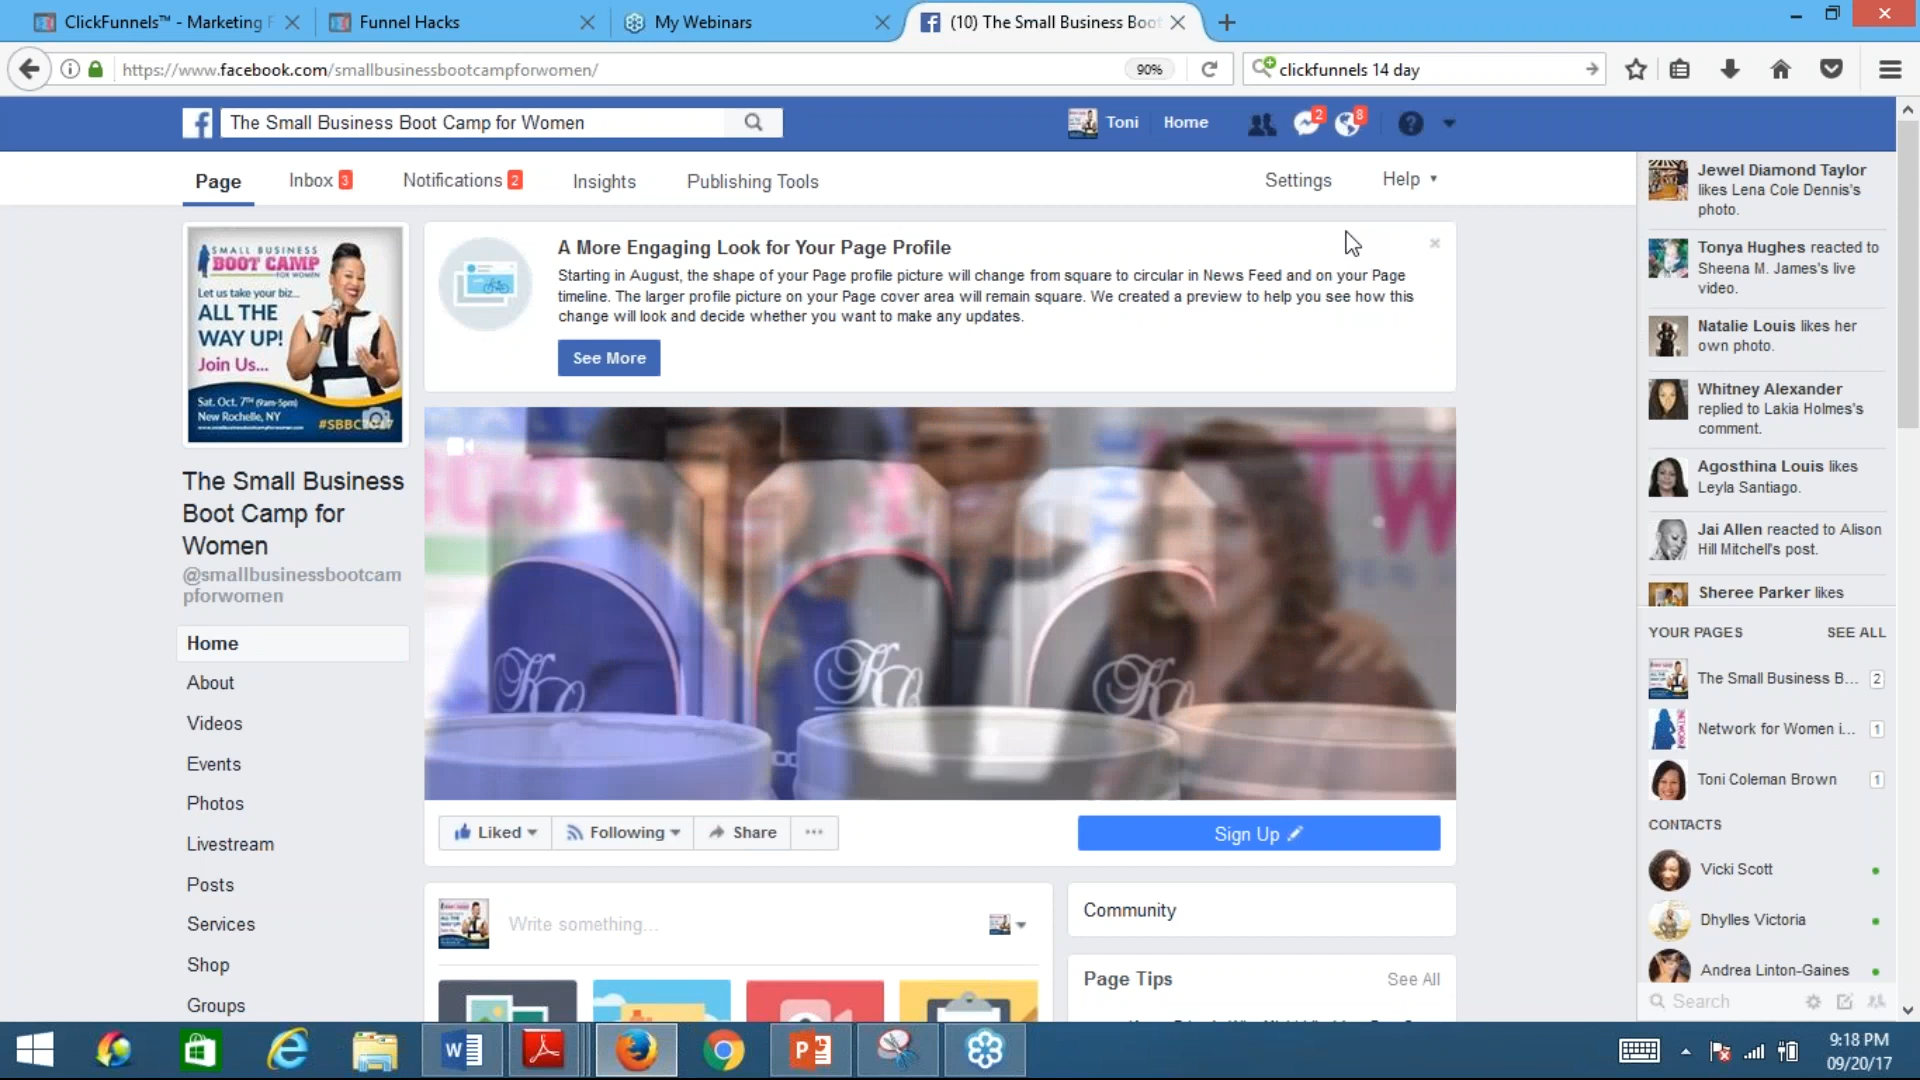 ClickFunnels™ - Marketing F
Funnel Hacks
My Webinars
(10) The Small Business Boot
https://www.facebook.com/smallbusinessbootcampforwomen/
90%
clickfunnels 14 day
The Small Business Boot Camp for Women
Toni
Home
2
8
Page
Inbox 3
Notifications 2
Insights
Publishing Tools
Settings
Help
SMALL BUSINESS
BOOT CAMP
FOR WOMEN
Let us take your biz...
ALL THE
WAY UP!
Join Us...
Sat. Oct. 7TH (9am-5pm)
New Rochelle, NY
www.smallbusinessbootcampforwomen.com
A More Engaging Look for Your Page Profile
Starting in August, the shape of your Page profile picture will change from square to circular in News Feed and on your Page
timeline. The larger profile picture on your Page cover area will remain square. We created a preview to help you see how this
change will look and decide whether you want to make any updates.
See More
The Small Business
Boot Camp for
Women
@smallbusinessbootcam
pforwomen
Home
About
Videos
Events
Photos
Livestream
Posts
Services
Shop
Groups
Liked
Following
Share
Sign Up
Write something...
Community
Page Tips
See All
Jewel Diamond Taylor
likes Lena Cole Dennis's
photo.
Tonya Hughes reacted to
Sheena M. James's live
video.
Natalie Louis likes her
own photo.
Whitney Alexander
replied to Lakia Holmes's
comment.
Agosthina Louis likes
Leyla Santiago.
Jai Allen reacted to Alison
Hill Mitchell's post.
Sheree Parker likes
YOUR PAGES
SEE ALL
The Small Business B... 2
Network for Women i... 1
Toni Coleman Brown 1
CONTACTS
Vicki Scott
Dhylles Victoria
Andrea Linton-Gaines
Search
9:18 PM
09/20/17